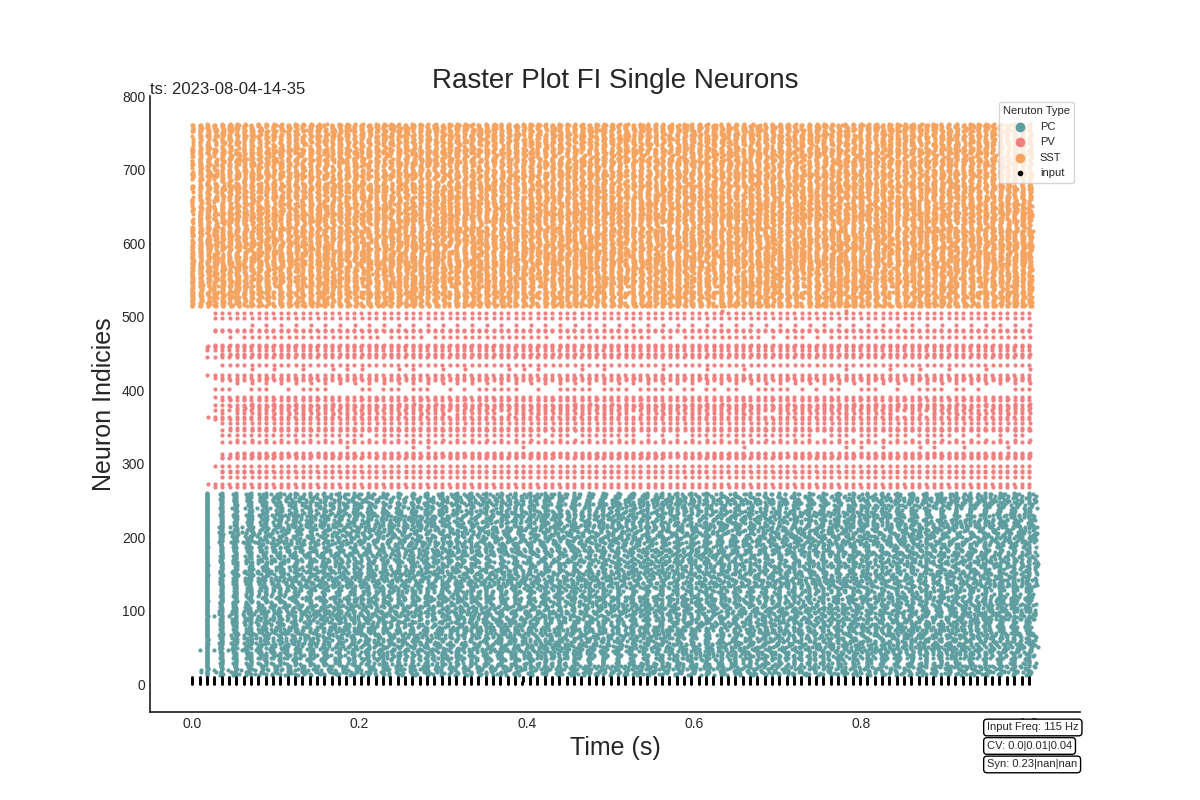 Raster Plot FI Single Neurons
ts: 2023-08-04-14-35
Neuron Indicies
800
700
600
500
400
300
200
100
0
Neruton Type
PC
PV
SST
input
0.0 0.2 0.4 0.6 0.8
Time (s)
Input Freq: 115 Hz
CV: 0.0|0.01|0.04
Syn: 0.23|nan|nan